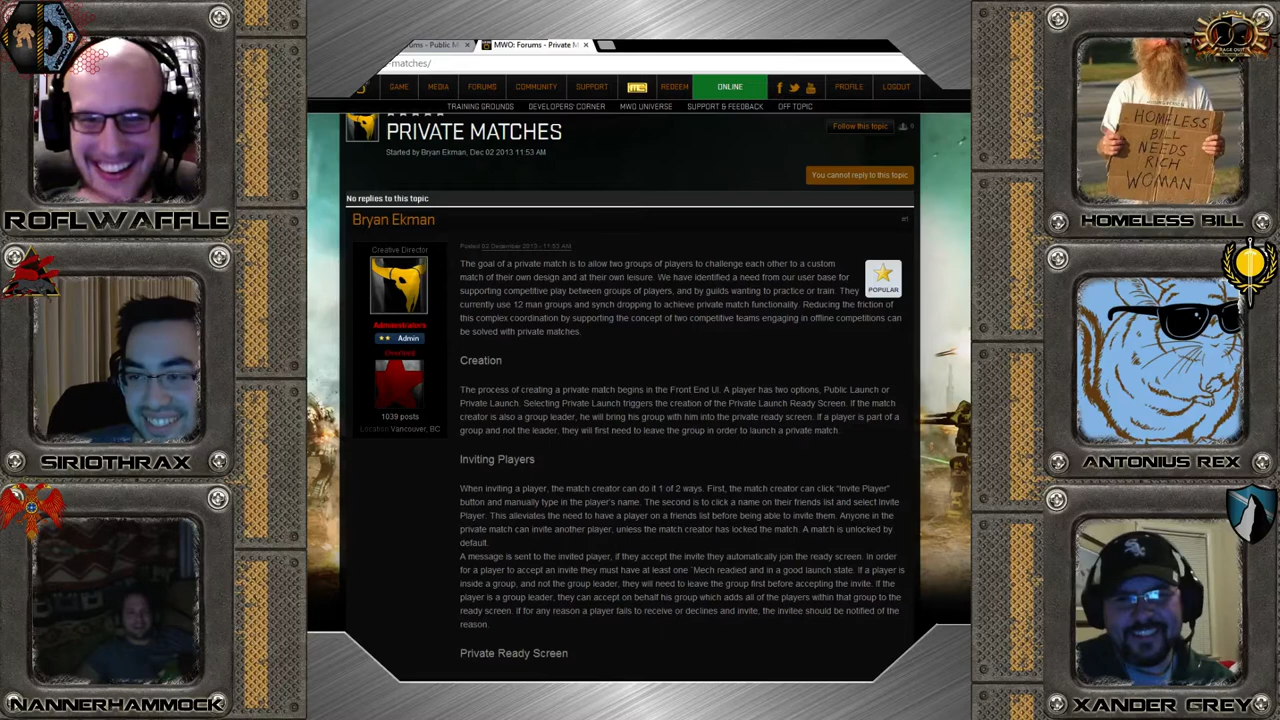 ums - Public M
MWO: Forums - Private M
-matches/
GAME
MEDIA
FORUMS
COMMUNITY
SUPPORT
REDEEM
ONLINE
PROFILE
LOGOUT
TRAINING GROUNDS
DEVELOPERS' CORNER
MWO UNIVERSE
SUPPORT & FEEDBACK
OFF TOPIC
PRIVATE MATCHES
Started by Bryan Ekman, Dec 02 2013 11:53 AM
Follow this topic
0
You cannot reply to this topic
No replies to this topic
Bryan Ekman
#1
Creative Director
Administrators
Admin
Overlord
1039 posts
Location Vancouver, BC
Posted 02 December 2013 - 11:53 AM
POPULAR
The goal of a private match is to allow two groups of players to challenge each other to a custom
match of their own design and at their own leisure. We have identified a need from our user base for
supporting competitive play between groups of players, and by guilds wanting to practice or train. They
currently use 12 man groups and synch dropping to achieve private match functionality. Reducing the friction of
this complex coordination by supporting the concept of two competitive teams engaging in offline competitions can
be solved with private matches.
Creation
The process of creating a private match begins in the Front End UI. A player has two options, Public Launch or
Private Launch. Selecting Private Launch triggers the creation of the Private Launch Ready Screen. If the match
creator is also a group leader, he will bring his group with him into the private ready screen. If a player is part of a
group and not the leader, they will first need to leave the group in order to launch a private match.
Inviting Players
When inviting a player, the match creator can do it 1 of 2 ways. First, the match creator can click “Invite Player”
button and manually type in the player's name. The second is to click a name on their friends list and select Invite
Player. This alleviates the need to have a player on a friends list before being able to invite them. Anyone in the
private match can invite another player, unless the match creator has locked the match. A match is unlocked by
default.
A message is sent to the invited player, if they accept the invite they automatically join the ready screen. In order
for a player to accept an invite they must have at least one `Mech readied and in a good launch state. If a player is
inside a group, and not the group leader, they will need to leave the group first before accepting the invite. If the
player is a group leader, they can accept on behalf his group which adds all of the players within that group to the
ready screen. If for any reason a player fails to receive or declines and invite, the invitee should be notified of the
reason.
Private Ready Screen
ROFLWAFFLE
SIRIOTHRAX
NANNERHAMMOCK
HOMELESS
BILL
NEEDS
RICH
WOMAN
HOMELESS BILL
ANTONIUS REX
XANDER GREY